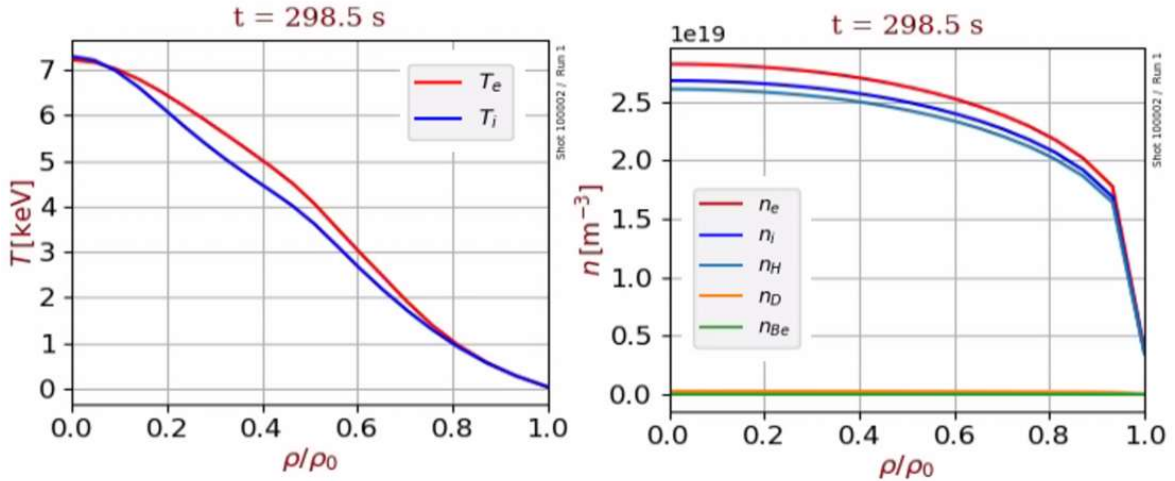 t = 298.5 s
7
6
5
4
3
2
1
0
T[keV]
Tₑ
Tᵢ
Shot 100002 / Run 1
0.0 0.2 0.4 0.6 0.8 1.0
ρ/ρ₀
t = 298.5 s
1e19
2.5
2.0
1.5
1.0
0.5
0.0
n [m⁻³]
nₑ
nᵢ
n_H
n_D
n_Be
Shot 100002 / Run 1
0.0 0.2 0.4 0.6 0.8 1.0
ρ/ρ₀